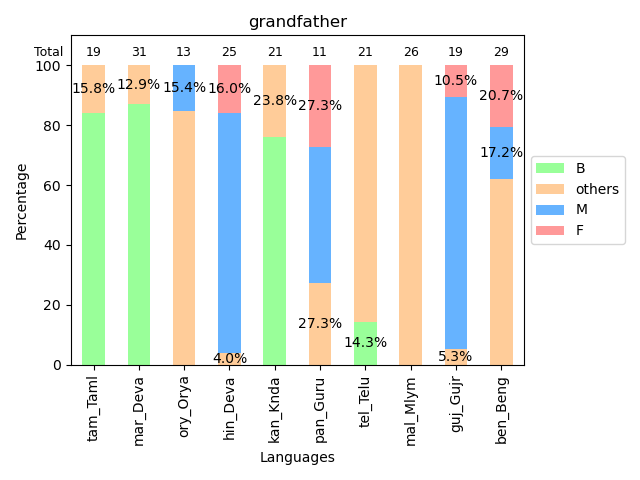 grandfather
Total 19 31 13 25 21 11 21 26 19 29
100
80
60
40
20
0
Percentage
15.8% 12.9% 15.4% 16.0% 23.8% 27.3% 10.5% 20.7%
17.2%
27.3%
14.3%
4.0% 5.3%
B
others
M
F
tam_Taml mar_Deva ory_Orya hin_Deva kan_Knda pan_Guru tel_Telu mal_Mlym guj_Gujr ben_Beng
Languages